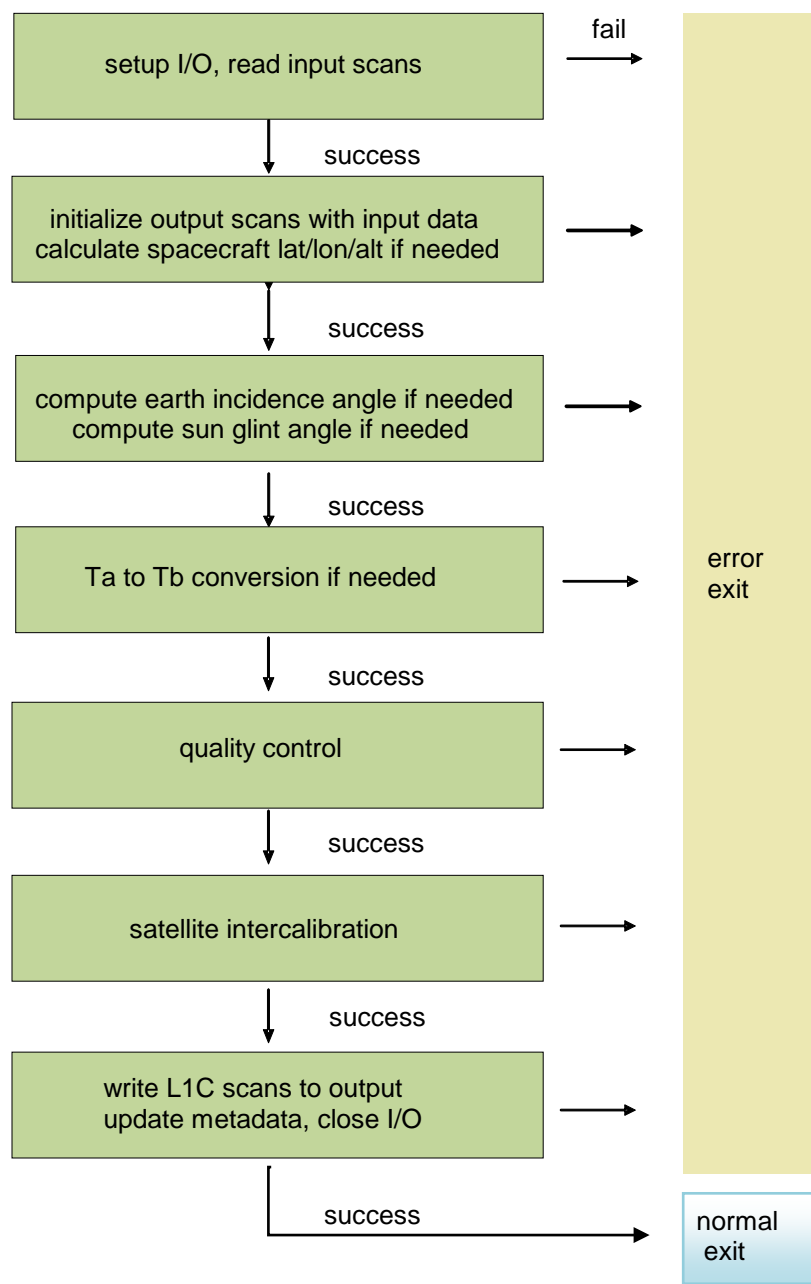 fail
setup I/O, read input scans
success
initialize output scans with input data
calculate spacecraft lat/lon/alt if needed
success
compute earth incidence angle if needed
compute sun glint angle if needed
success
Ta to Tb conversion if needed
error
exit
success
quality control
success
satellite intercalibration
success
write L1C scans to output
update metadata, close I/O
success
normal
exit